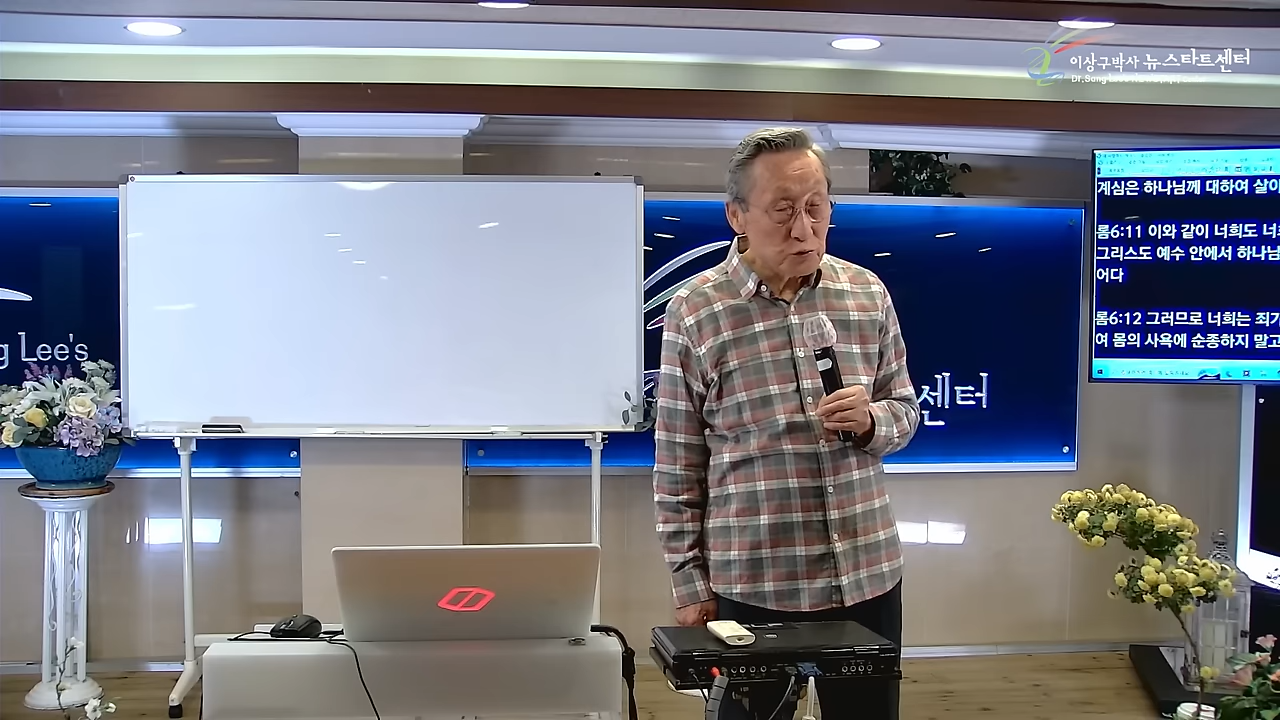 이상구박사 뉴스타트센터
계심은 하나님께 대하여 살아
롬6:11 이와 같이 너희도 너희
그리스도 예수 안에서 하나님
어다
롬6:12 그러므로 너희는 죄가
여 몸의 사욕에 순종하지 말고
g Lee's
센터